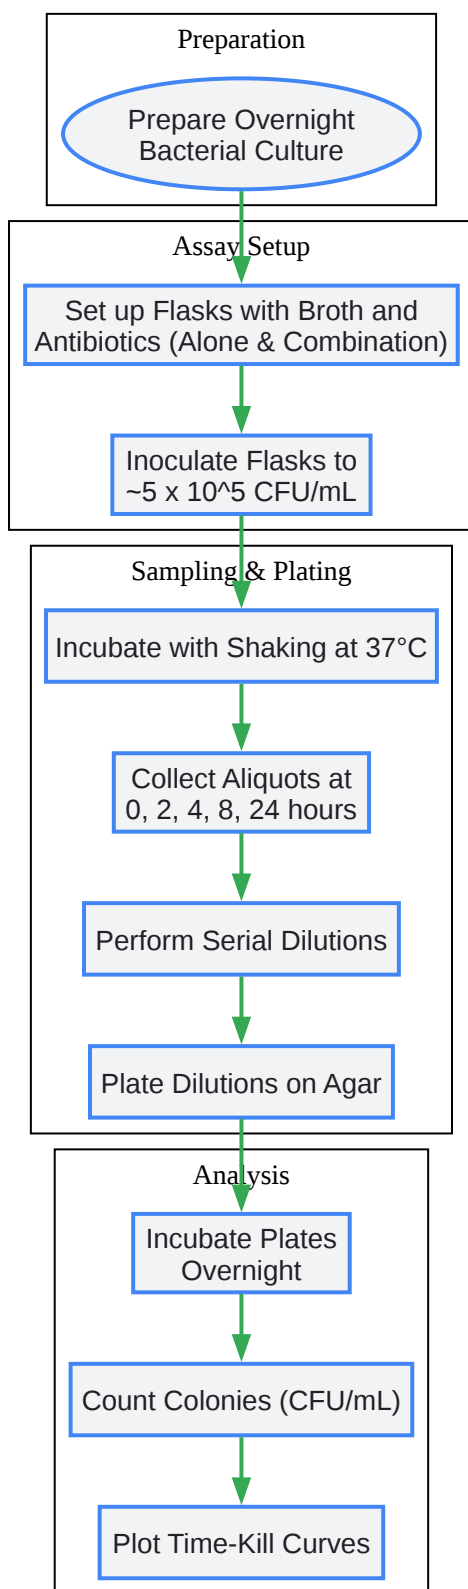 Preparation
Prepare Overnight
Bacterial Culture
Assay Setup
Set up Flasks with Broth and
Antibiotics (Alone & Combination)
Inoculate Flasks to
~5 x 10^5 CFU/mL
Sampling & Plating
Incubate with Shaking at 37°C
Collect Aliquots at
0, 2, 4, 8, 24 hours
Perform Serial Dilutions
Plate Dilutions on Agar
Analysis
Incubate Plates
Overnight
Count Colonies (CFU/mL)
Plot Time-Kill Curves